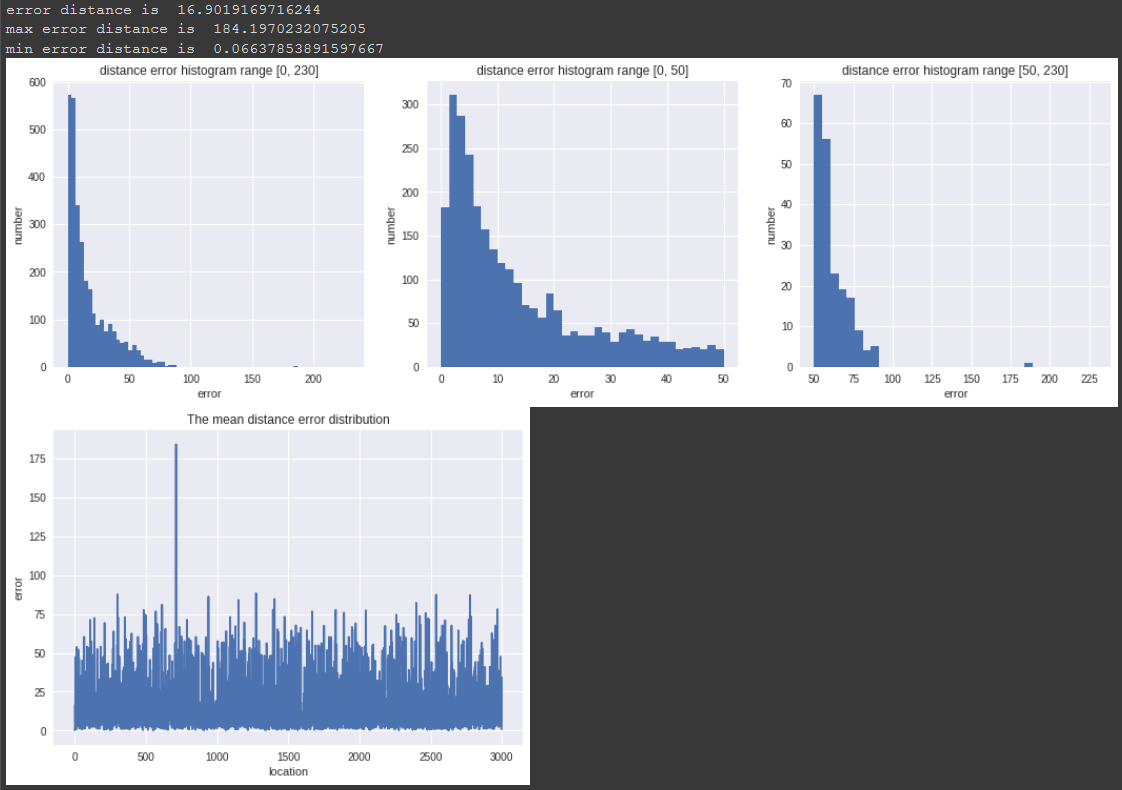 error distance is  16.9019169716244
max error distance is  184.1970232075205
min error distance is  0.06637853891597667
distance error histogram range [0, 230]
600
500
400
300
200
100
0
number
0 50 100 150 200
error
distance error histogram range [0, 50]
300
250
200
150
100
50
0
number
0 10 20 30 40 50
error
distance error histogram range [50, 230]
70
60
50
40
30
20
10
0
number
50 75 100 125 150 175 200 225
error
The mean distance error distribution
175
150
125
100
75
50
25
0
error
0 500 1000 1500 2000 2500 3000
location